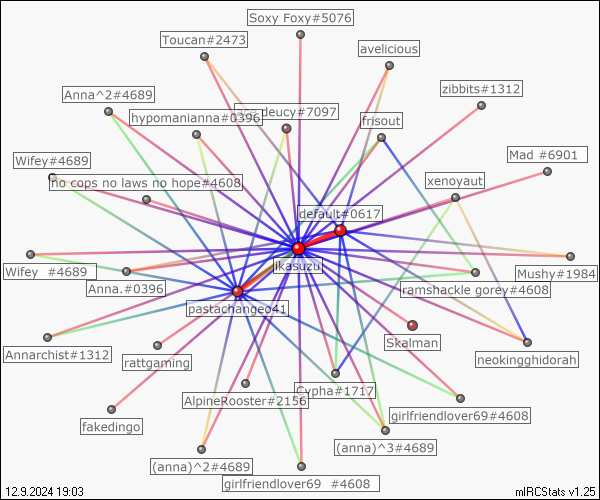 Soxy Foxy#5076
Toucan#2473
avelicious
zibbits#1312
Anna^2#4689
deucy#7097
hypomanianna#0396
frisout
Mad #6901
Wifey#4689
no cops no laws no hope#4608
xenoyaut
default#0617
ikasuzu
Wifey #4689
Anna.#0396
Mushy#1984
ramshackle gorey#4608
pastachangeo41
Skalman
Annarchist#1312
rattgaming
neokingghidorah
Cypha#1717
AlpineRooster#2156
girlfriendlover69#4608
fakedingo
(anna)^3#4689
(anna)^2#4689
girlfriendlover69 #4608
12.9.2024 19:03
mIRCStats v1.25